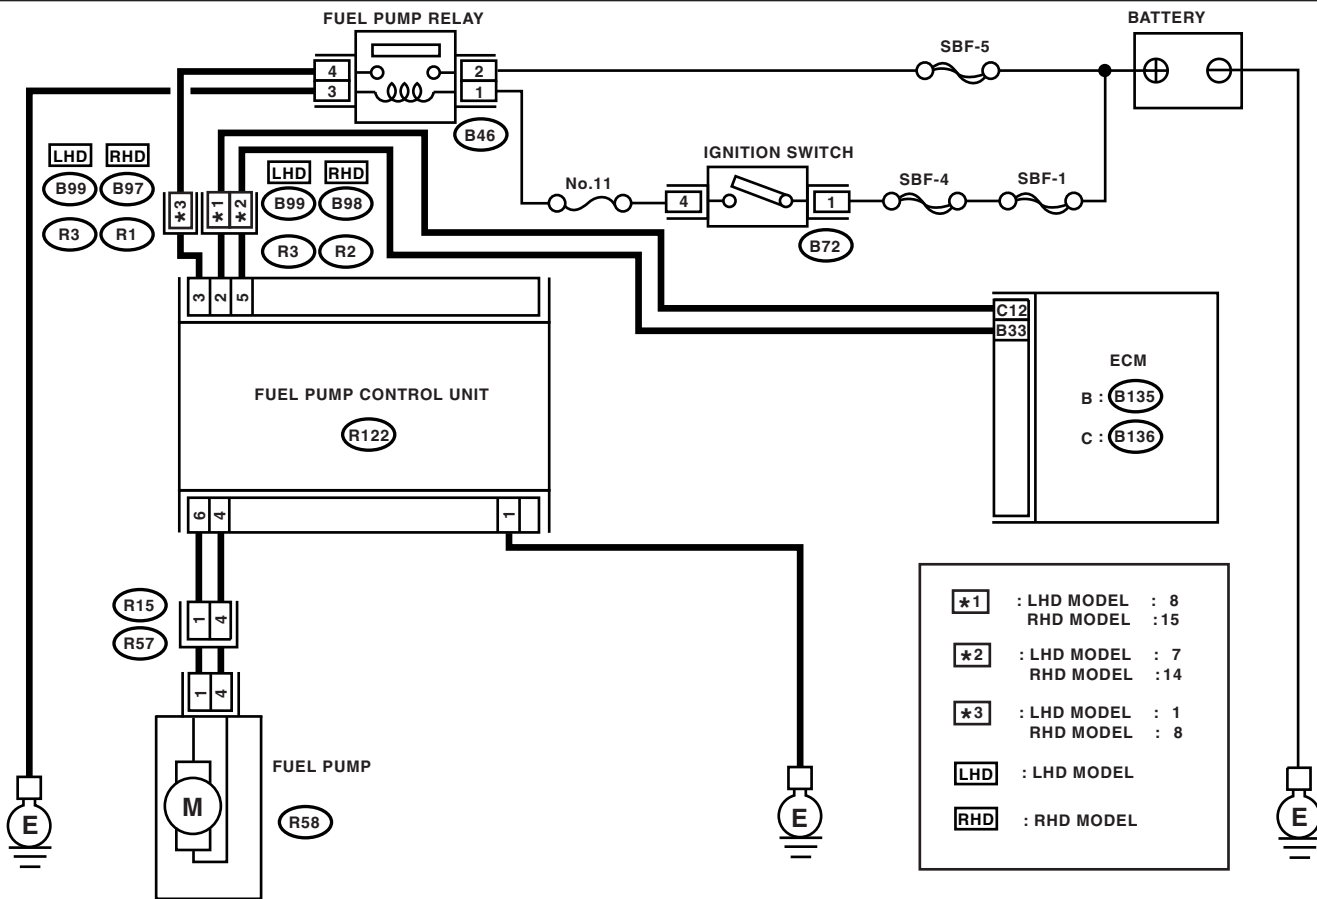 FUEL PUMP RELAY
BATTERY
SBF-5
4
2
3
1
B46
IGNITION SWITCH
LHD RHD
B99 B97
R3 R1
LHD RHD
B99 B98
R3 R2
No.11
4
1
SBF-4
SBF-1
B72
*3
*1 *2
3 2 5
C12
B33
ECM
B : B135
C : B136
FUEL PUMP CONTROL UNIT
R122
6 4
1
R15
R57
1 4
1 4
FUEL PUMP
M
R58
E
E
E
*1 : LHD MODEL : 8
RHD MODEL :15
*2 : LHD MODEL : 7
RHD MODEL :14
*3 : LHD MODEL : 1
RHD MODEL : 8
LHD : LHD MODEL
RHD : RHD MODEL